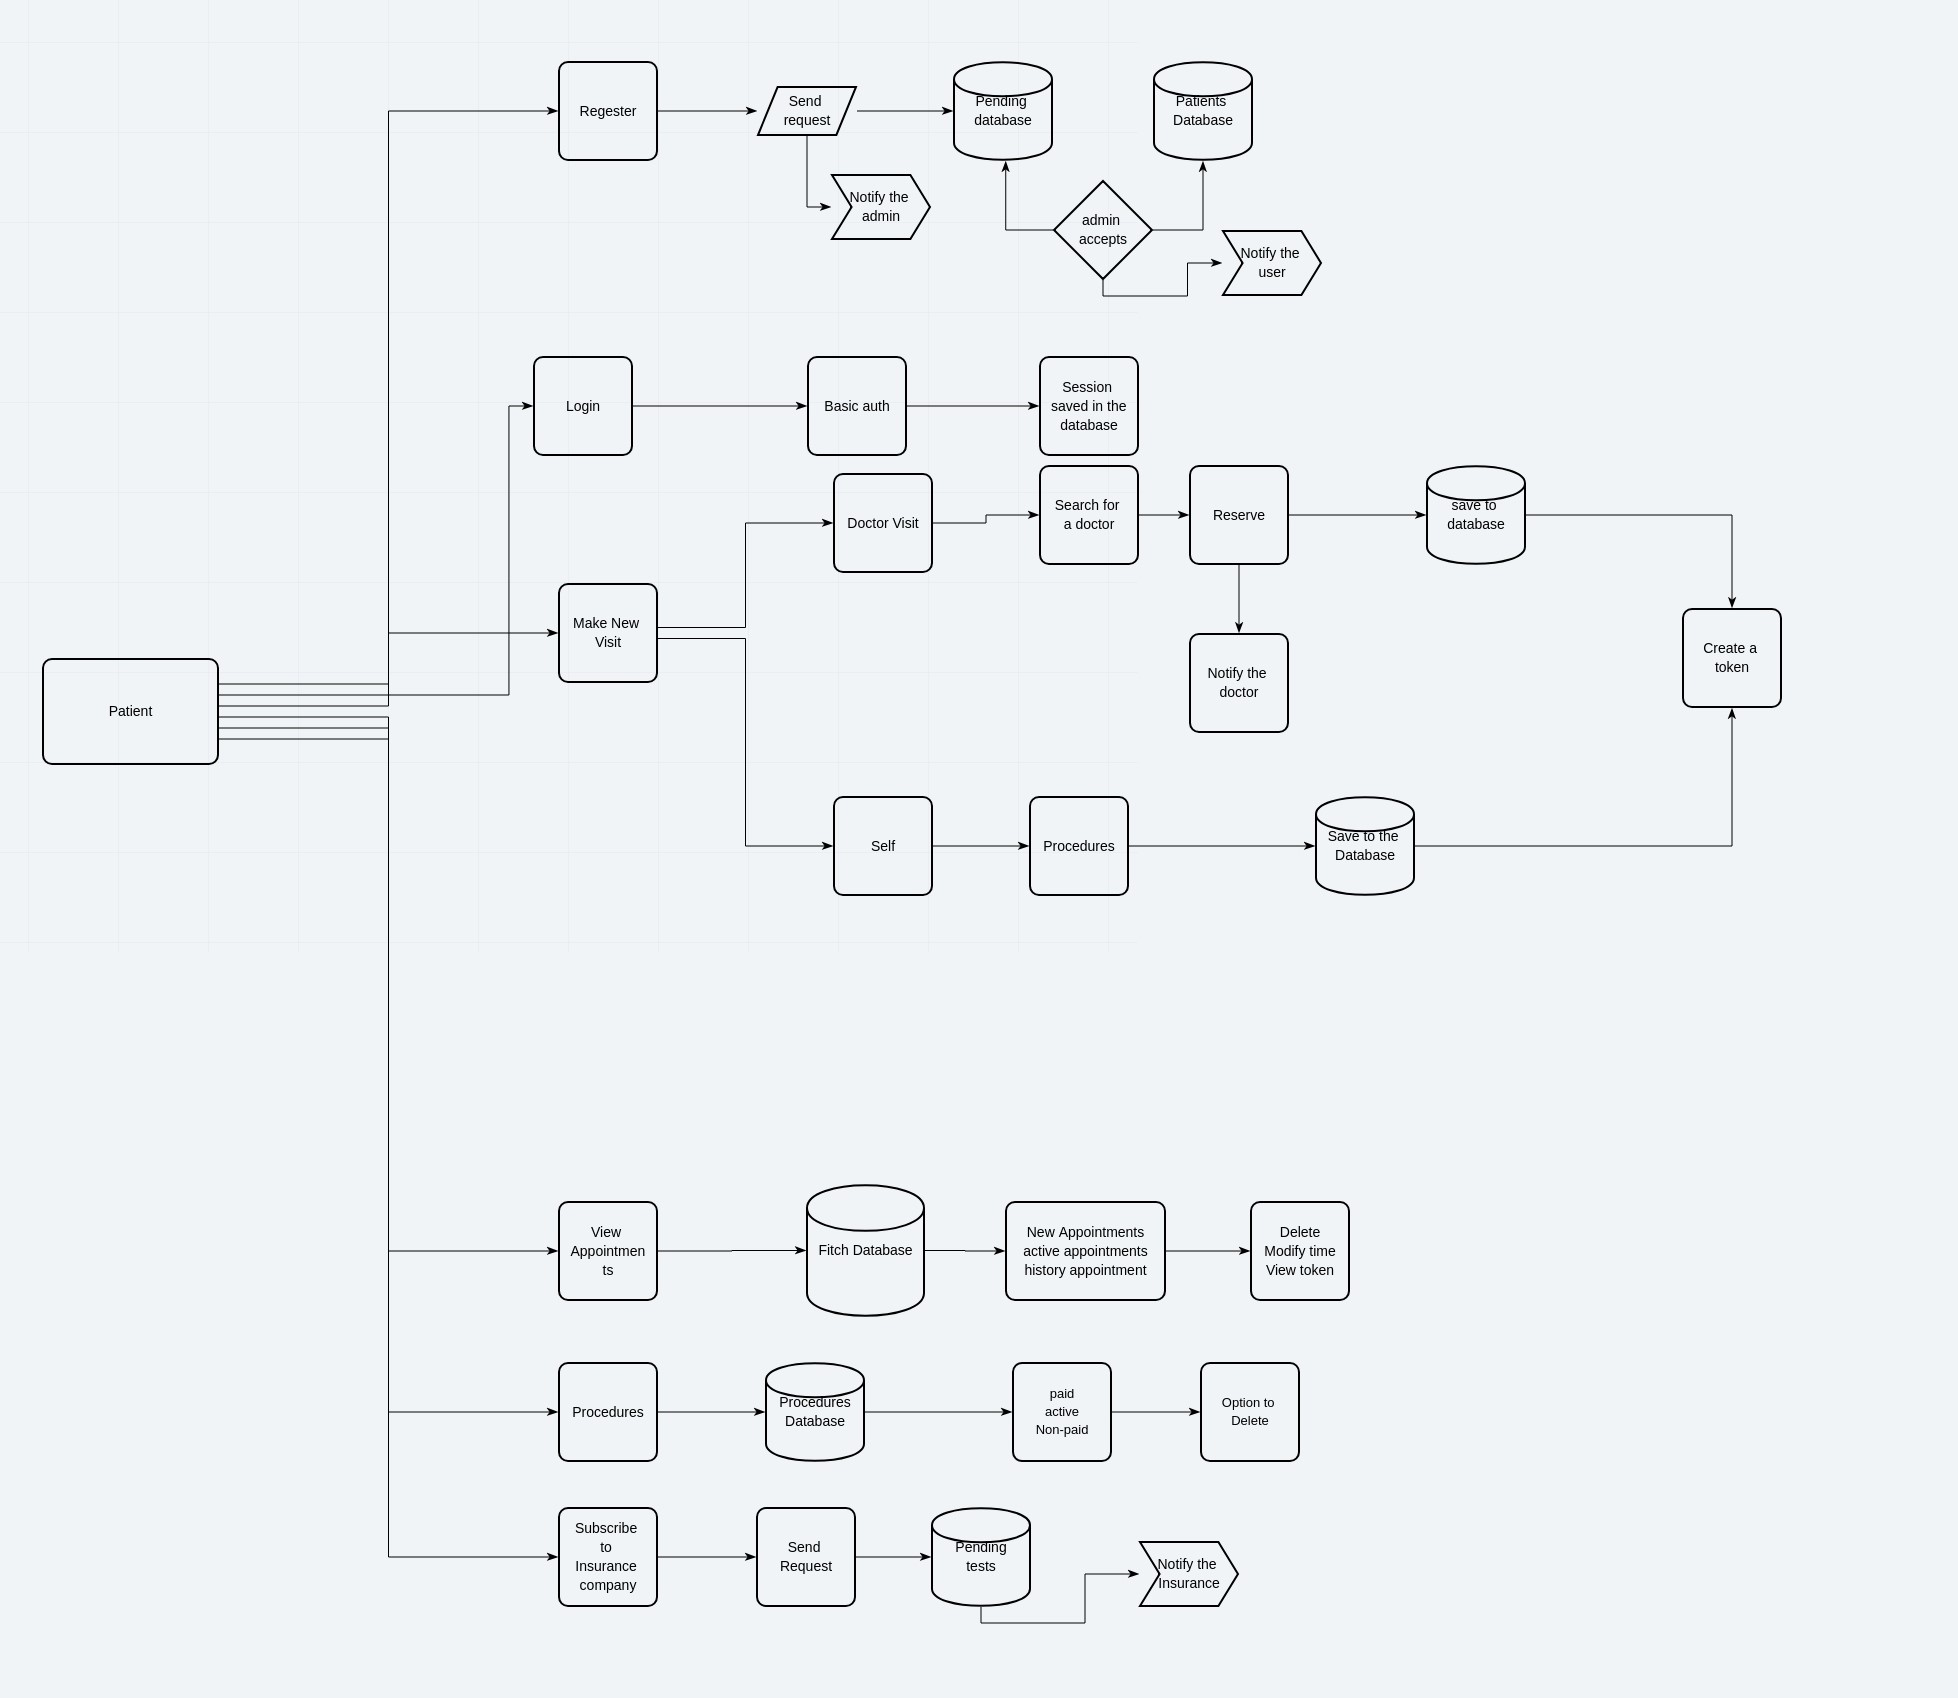 Regester
Send
request
Pending
database
Patients
Database
Notify the
admin
admin
accepts
Notify the
user
Login
Basic auth
Session
saved in the
database
Doctor Visit
Search for
a doctor
Reserve
save to
database
Make New
Visit
Notify the
doctor
Create a
token
Patient
Self
Procedures
Save to the
Database
View
Appointmen
ts
Fitch Database
New Appointments
active appointments
history appointment
Delete
Modify time
View token
Procedures
Procedures
Database
paid
active
Non-paid
Option to
Delete
Subscribe
to
Insurance
company
Send
Request
Pending
tests
Notify the
Insurance